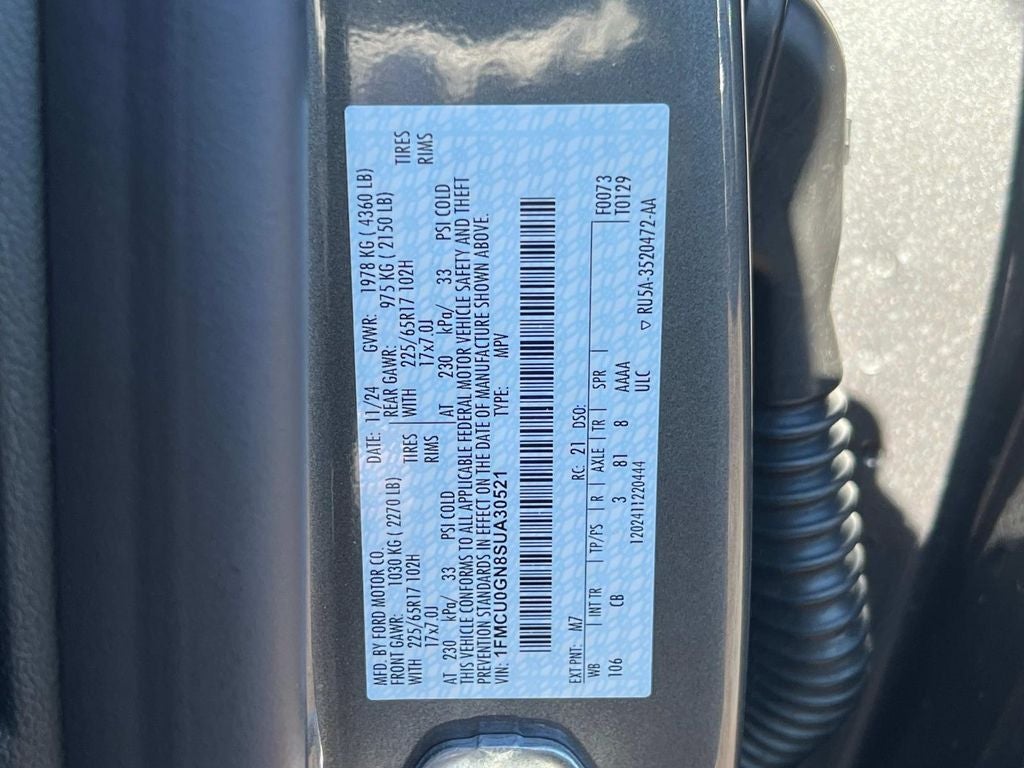 MFD. BY FORD MOTOR CO.
DATE: 11/24 GVWR: 1978 KG ( 4360 LB)
FRONT GAWR: 1030 KG ( 2270 LB) REAR GAWR: 975 KG ( 2150 LB)
WITH 225/65R17 102H TIRES WITH 225/65R17 102H TIRES
17x7.0J RIMS 17x7.0J RIMS
AT 230 kPa/ 33 PSI COLD AT 230 kPa/ 33 PSI COLD
THIS VEHICLE CONFORMS TO ALL APPLICABLE FEDERAL MOTOR VEHICLE SAFETY AND THEFT
PREVENTION STANDARDS IN EFFECT ON THE DATE OF MANUFACTURE SHOWN ABOVE.
VIN: 1FMCU0GN8SUA30521 TYPE: MPV
EXT PNT: M7 RC: 21 DSO: F0073
WB INT TR TP/PS R AXLE TR SPR T0129
106 CB 3 81 8 AAAA
1202411220444 ULC ▽ RU5A-3520472-AA